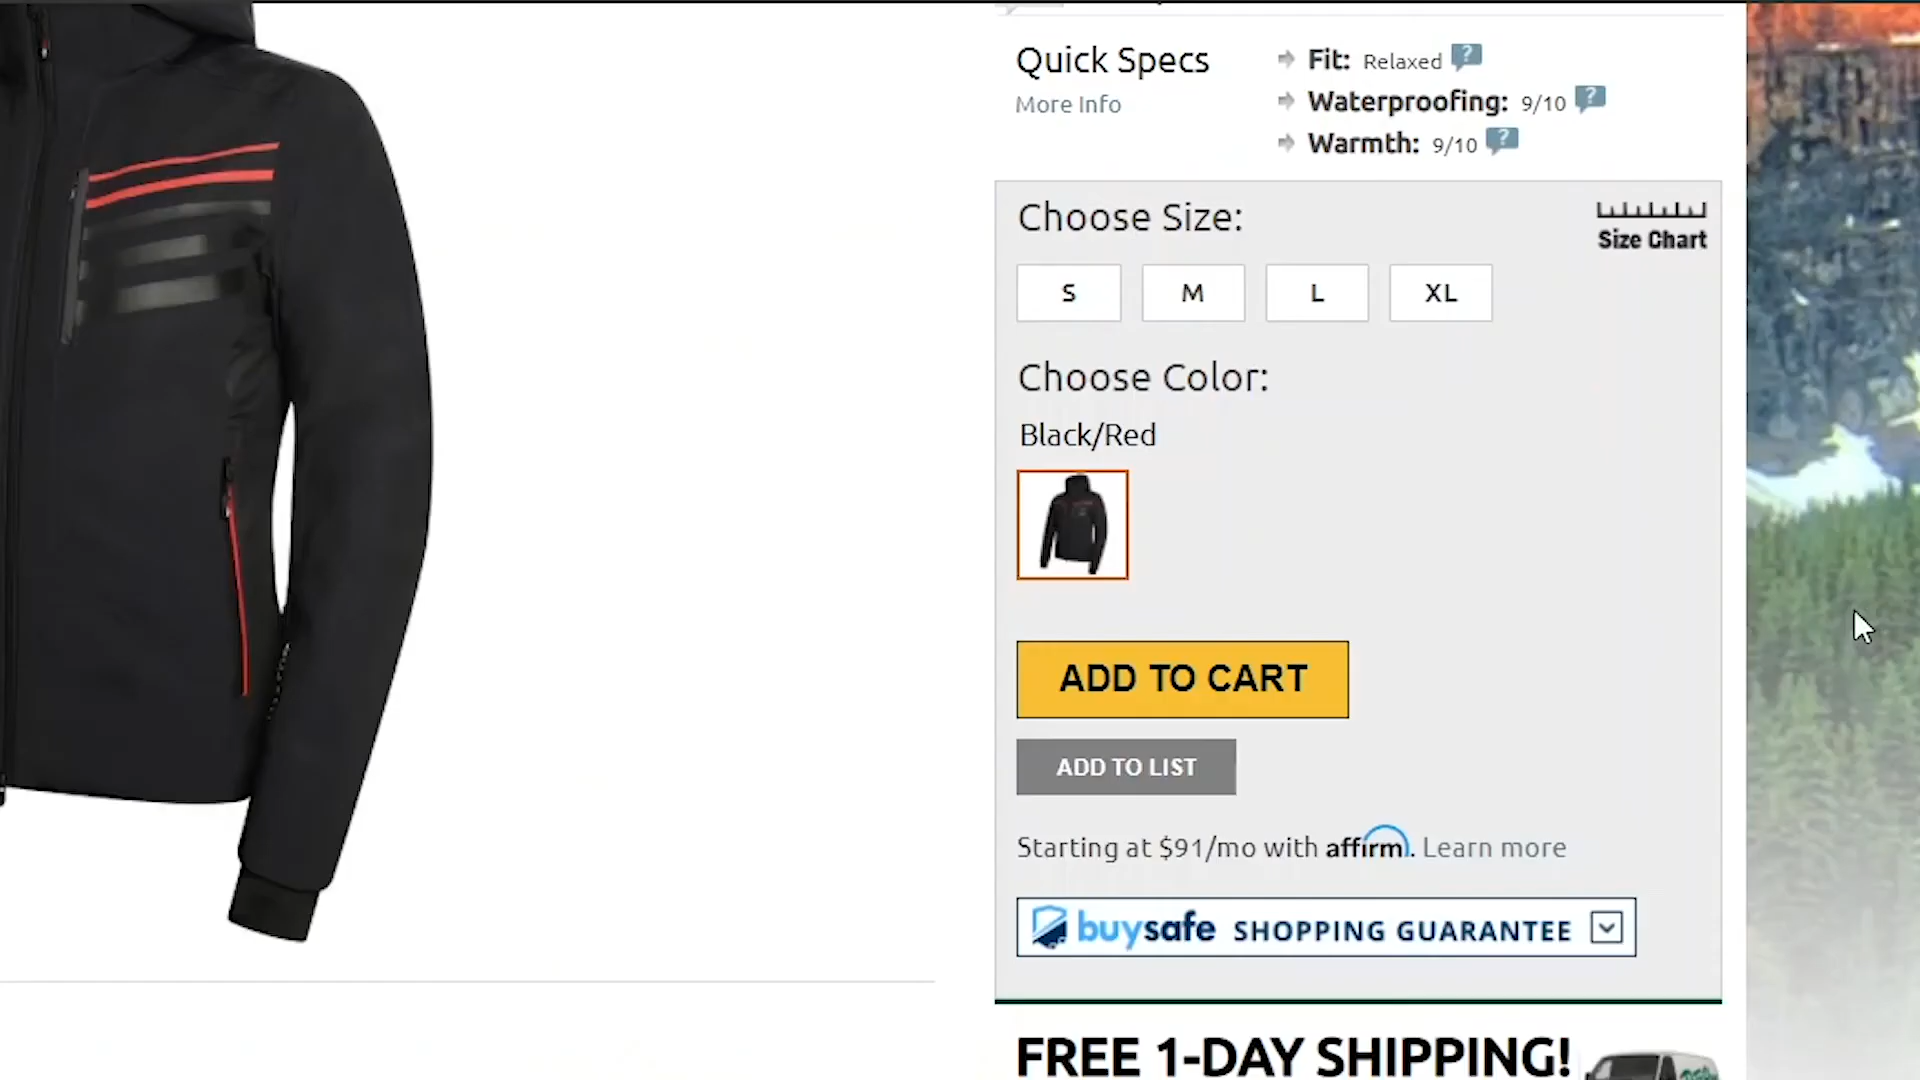 Quick Specs
More Info
Fit: Relaxed ?
Waterproofing: 9/10 ?
Warmth: 9/10 ?
Choose Size:
Size Chart
S M L XL
Choose Color:
Black/Red
ADD TO CART
ADD TO LIST
Starting at $91/mo with affirm. Learn more
buysafe SHOPPING GUARANTEE
FREE 1-DAY SHIPPING!